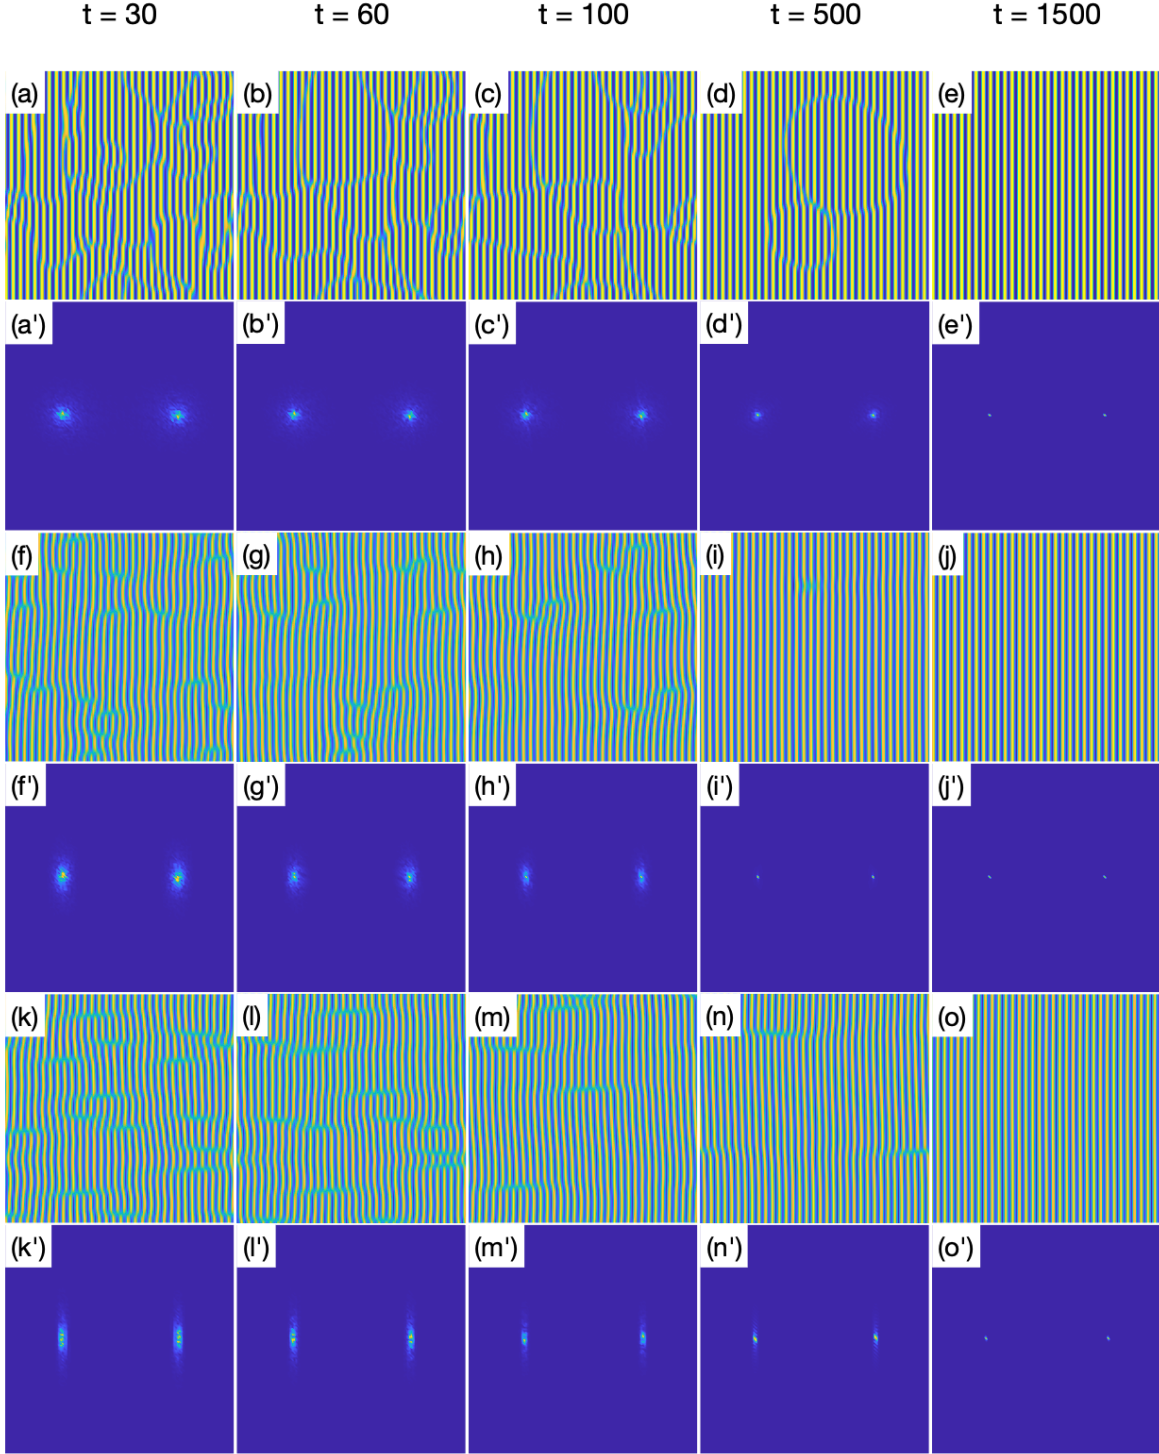 t = 30 t = 60 t = 100 t = 500 t = 1500
(a) (b) (c) (d) (e)
(a') (b') (c') (d') (e')
(f) (g) (h) (i) (j)
(f') (g') (h') (i') (j')
(k) (l) (m) (n) (o)
(k') (l') (m') (n') (o')